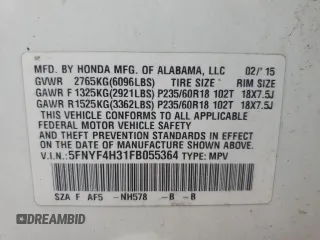 MFD. BY HONDA MFG. OF ALABAMA, LLC 02/'15
GVWR 2765KG(6096LBS) TIRE SIZE RIM SIZE
GAWR F 1325KG(2921LBS) P235/60R18 102T 18X7.5J
GAWR R 1525KG(3362LBS) P235/60R18 102T 18X7.5J
THIS VEHICLE CONFORMS TO ALL APPLICABLE
FEDERAL MOTOR VEHICLE SAFETY AND
THEFT PREVENTION STANDARDS IN EFFECT ON
THE DATE OF MANUFACTURE SHOWN ABOVE.
V.I.N.: 5FNYF4H31FB055364 TYPE: MPV
SZA F AF5 -NH578 -B -B
© AutoBidMaster